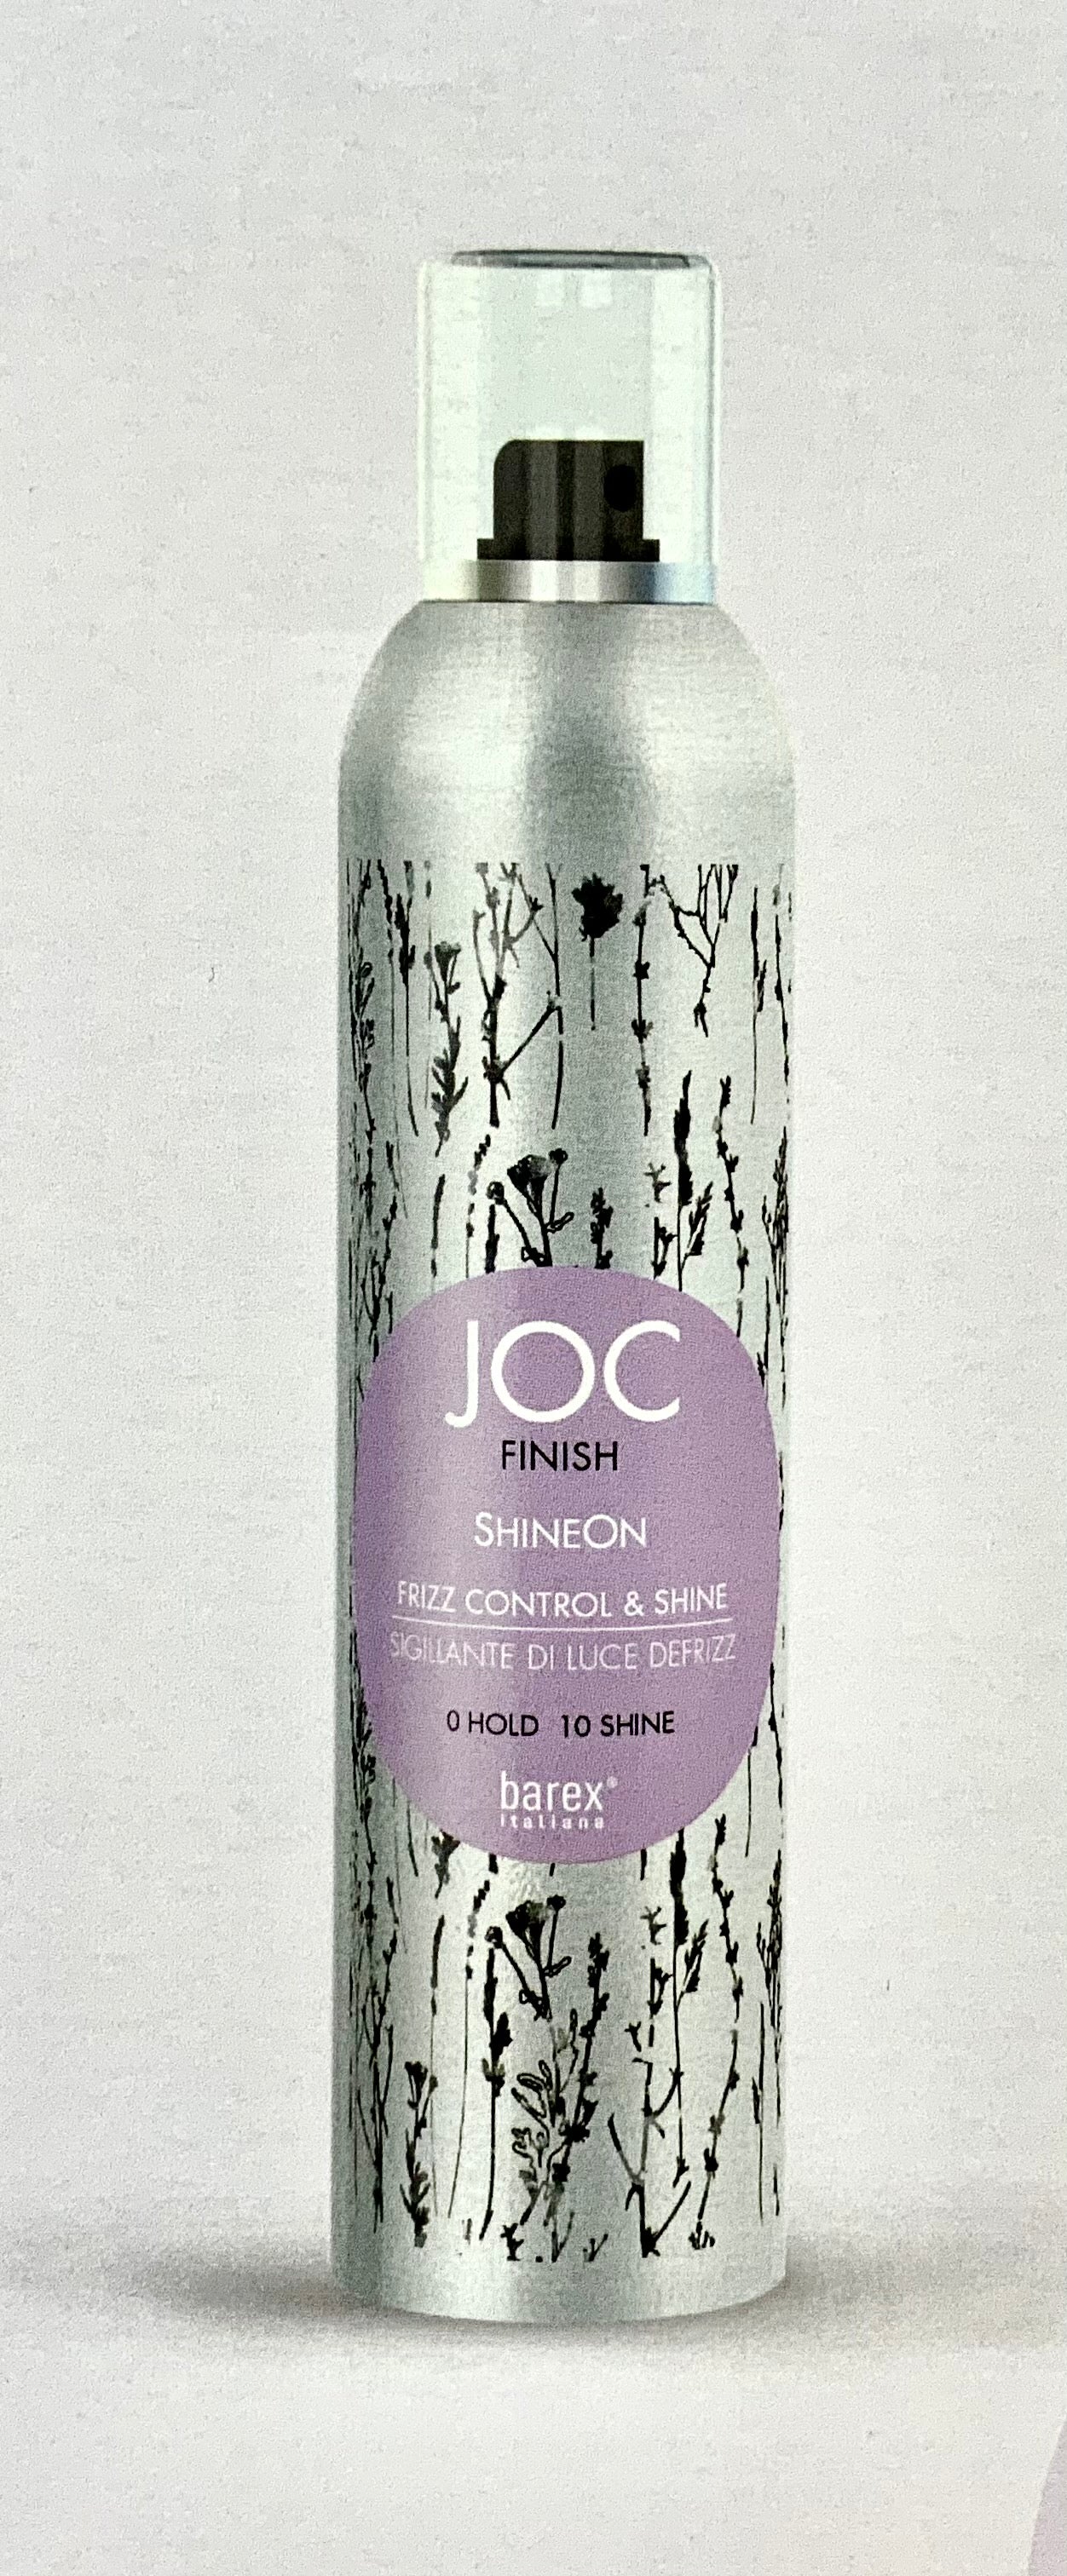 JOC
FINISH
SHINEON
FRIZZ CONTROL & SHINE
SIGILLANTE DI LUCE DEFRIZZ
0 HOLD 10 SHINE
barex®
italiana